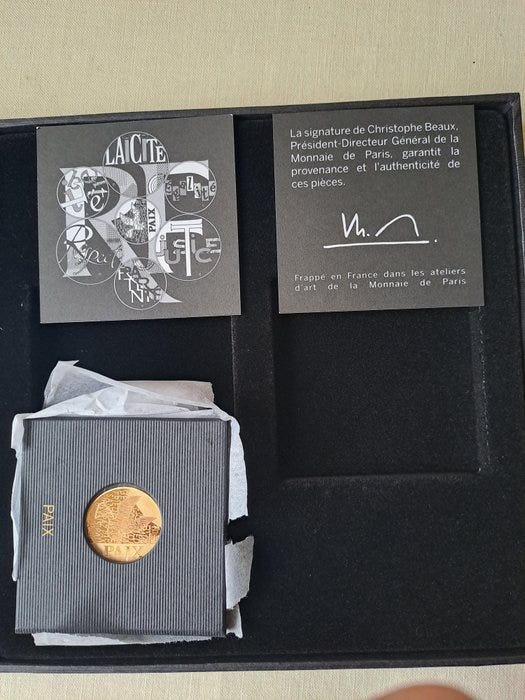 LAÏCITE
PAIX
La signature de Christophe Beaux,
Président-Directeur Général de la
Monnaie de Paris, garantit la
provenance et l'authenticité de
ces pièces.
Frappé en France dans les ateliers
d'art de la Monnaie de Paris
PAIX
PAIX